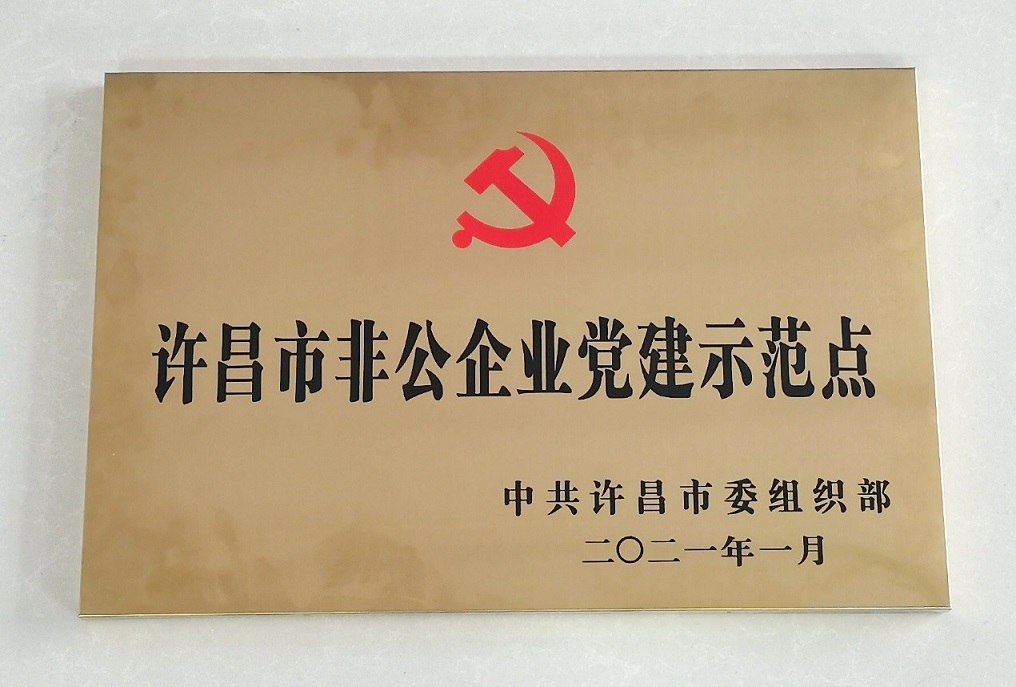 许昌市非公企业党建示范点
中共许昌市委组织部
二〇二一年一月